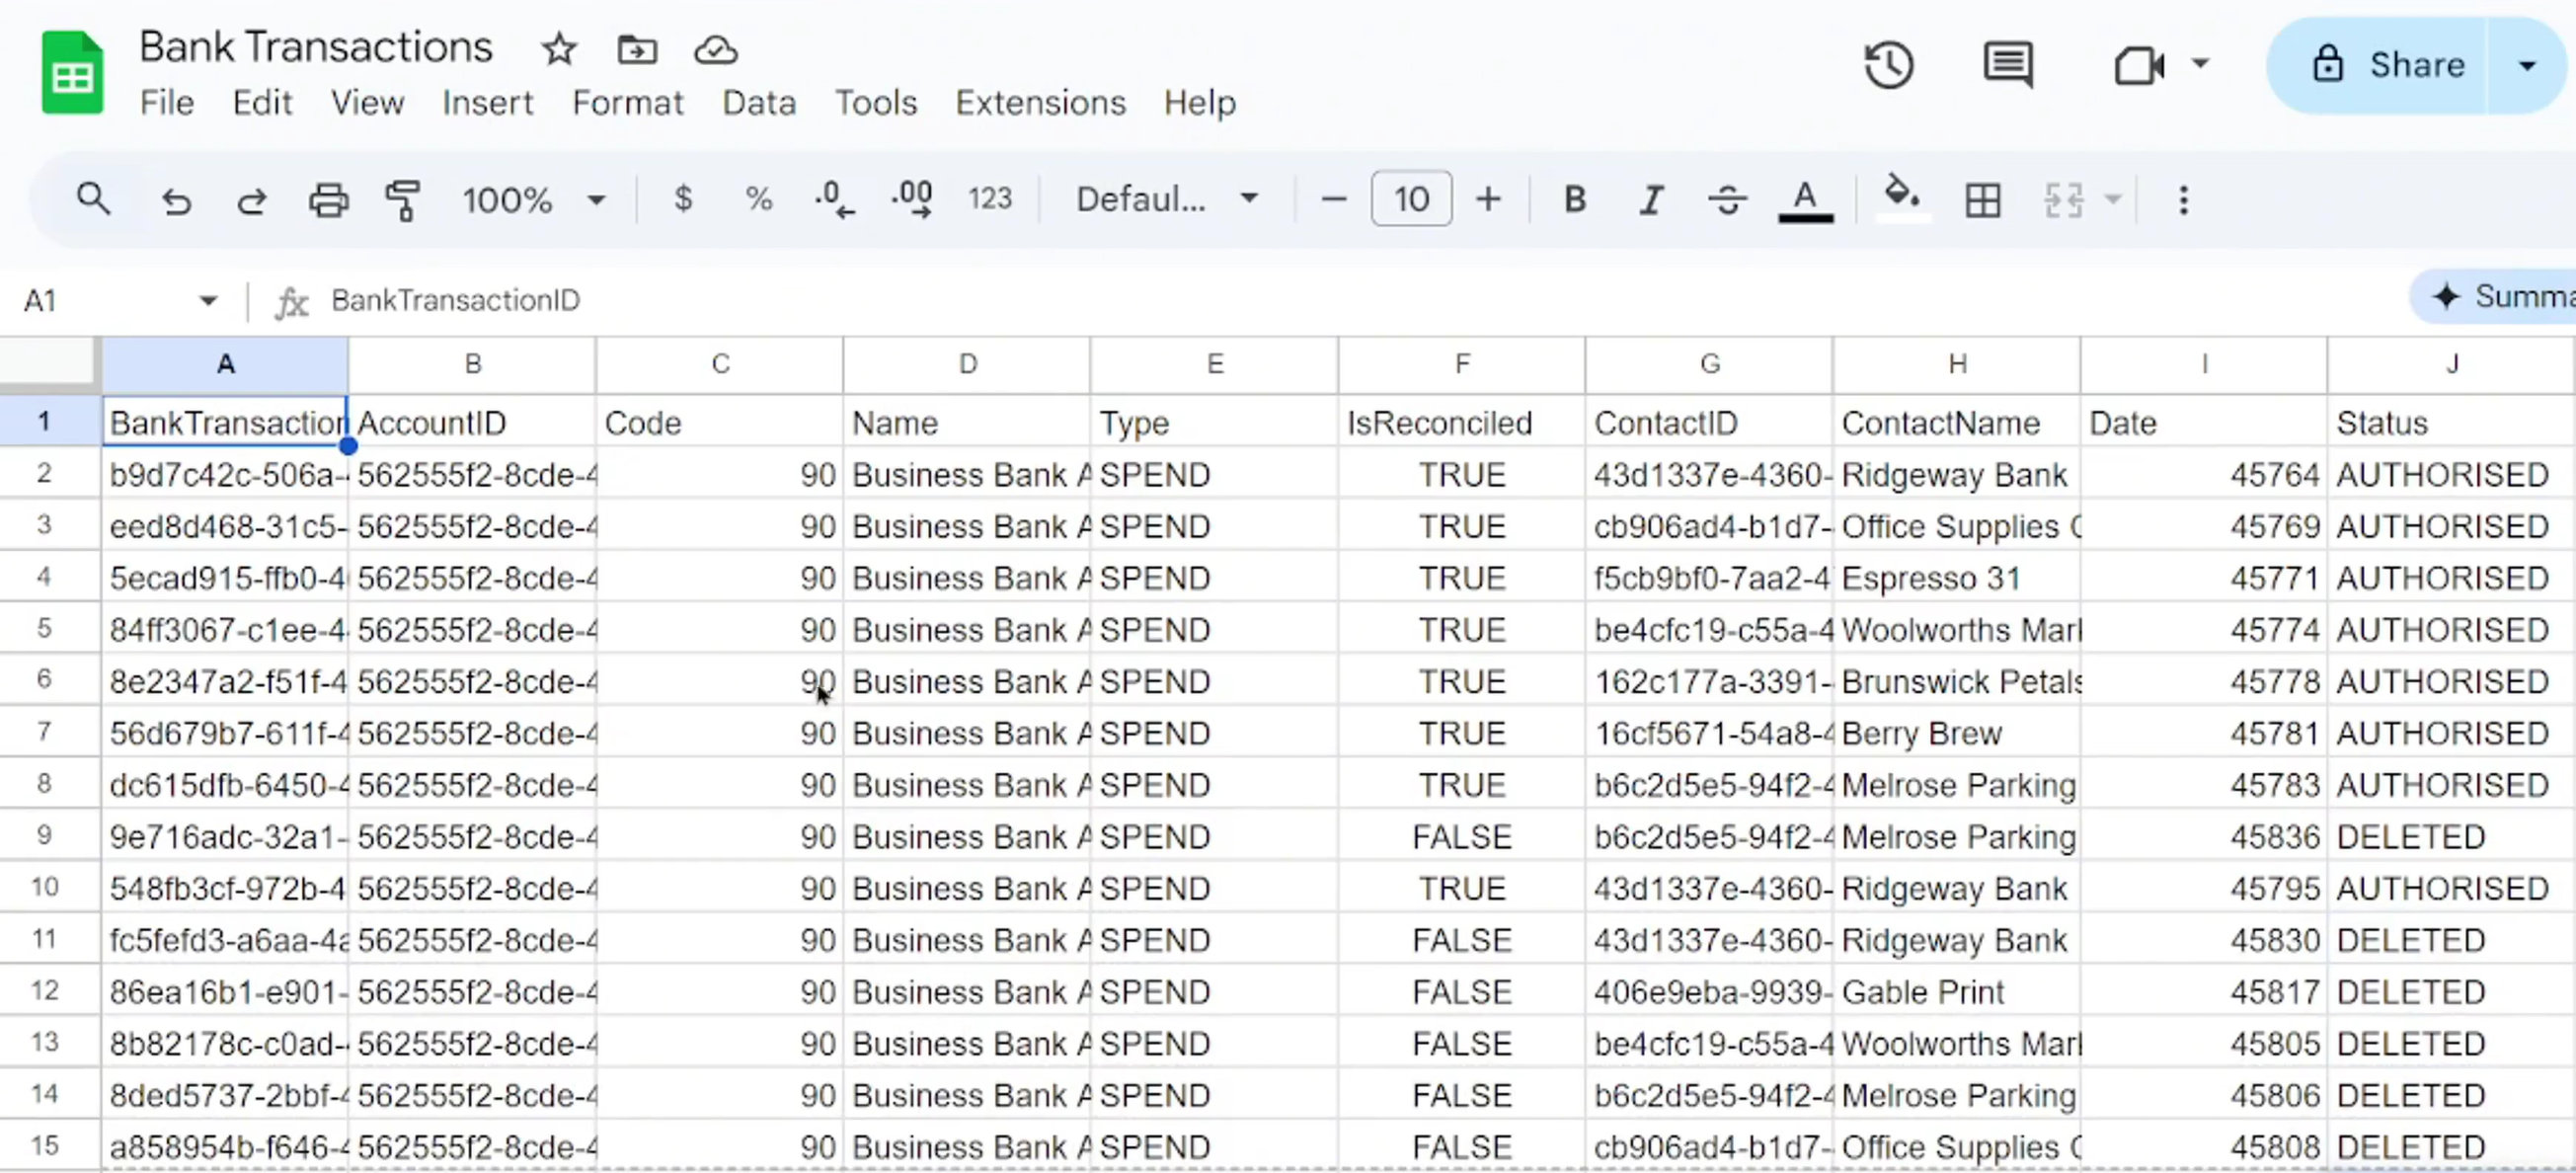 Bank Transactions
File Edit View Insert Format Data Tools Extensions Help
Share
100% $ % .0 .00 123 Defaul... 10 B I A
A1 fx BankTransactionID
Summa
A B C D E F G H I J
1 BankTransaction AccountID Code Name Type IsReconciled ContactID ContactName Date Status
2 b9d7c42c-506a- 562555f2-8cde-4 90 Business Bank A SPEND TRUE 43d1337e-4360- Ridgeway Bank 45764 AUTHORISED
3 eed8d468-31c5- 562555f2-8cde-4 90 Business Bank A SPEND TRUE cb906ad4-b1d7- Office Supplies C 45769 AUTHORISED
4 5ecad915-ffb0-4 562555f2-8cde-4 90 Business Bank A SPEND TRUE f5cb9bf0-7aa2-4 Espresso 31 45771 AUTHORISED
5 84ff3067-c1ee-4 562555f2-8cde-4 90 Business Bank A SPEND TRUE be4cfc19-c55a-4 Woolworths Mark 45774 AUTHORISED
6 8e2347a2-f51f-4 562555f2-8cde-4 90 Business Bank A SPEND TRUE 162c177a-3391- Brunswick Petals 45778 AUTHORISED
7 56d679b7-611f-4 562555f2-8cde-4 90 Business Bank A SPEND TRUE 16cf5671-54a8-4 Berry Brew 45781 AUTHORISED
8 dc615dfb-6450-4 562555f2-8cde-4 90 Business Bank A SPEND TRUE b6c2d5e5-94f2-4 Melrose Parking 45783 AUTHORISED
9 9e716adc-32a1- 562555f2-8cde-4 90 Business Bank A SPEND FALSE b6c2d5e5-94f2-4 Melrose Parking 45836 DELETED
10 548fb3cf-972b-4 562555f2-8cde-4 90 Business Bank A SPEND TRUE 43d1337e-4360- Ridgeway Bank 45795 AUTHORISED
11 fc5fefd3-a6aa-4a 562555f2-8cde-4 90 Business Bank A SPEND FALSE 43d1337e-4360- Ridgeway Bank 45830 DELETED
12 86ea16b1-e901- 562555f2-8cde-4 90 Business Bank A SPEND FALSE 406e9eba-9939- Gable Print 45817 DELETED
13 8b82178c-c0ad- 562555f2-8cde-4 90 Business Bank A SPEND FALSE be4cfc19-c55a-4 Woolworths Mark 45805 DELETED
14 8ded5737-2bbf-4 562555f2-8cde-4 90 Business Bank A SPEND FALSE b6c2d5e5-94f2-4 Melrose Parking 45806 DELETED
15 a858954b-f646-4 562555f2-8cde-4 90 Business Bank A SPEND FALSE cb906ad4-b1d7- Office Supplies C 45808 DELETED